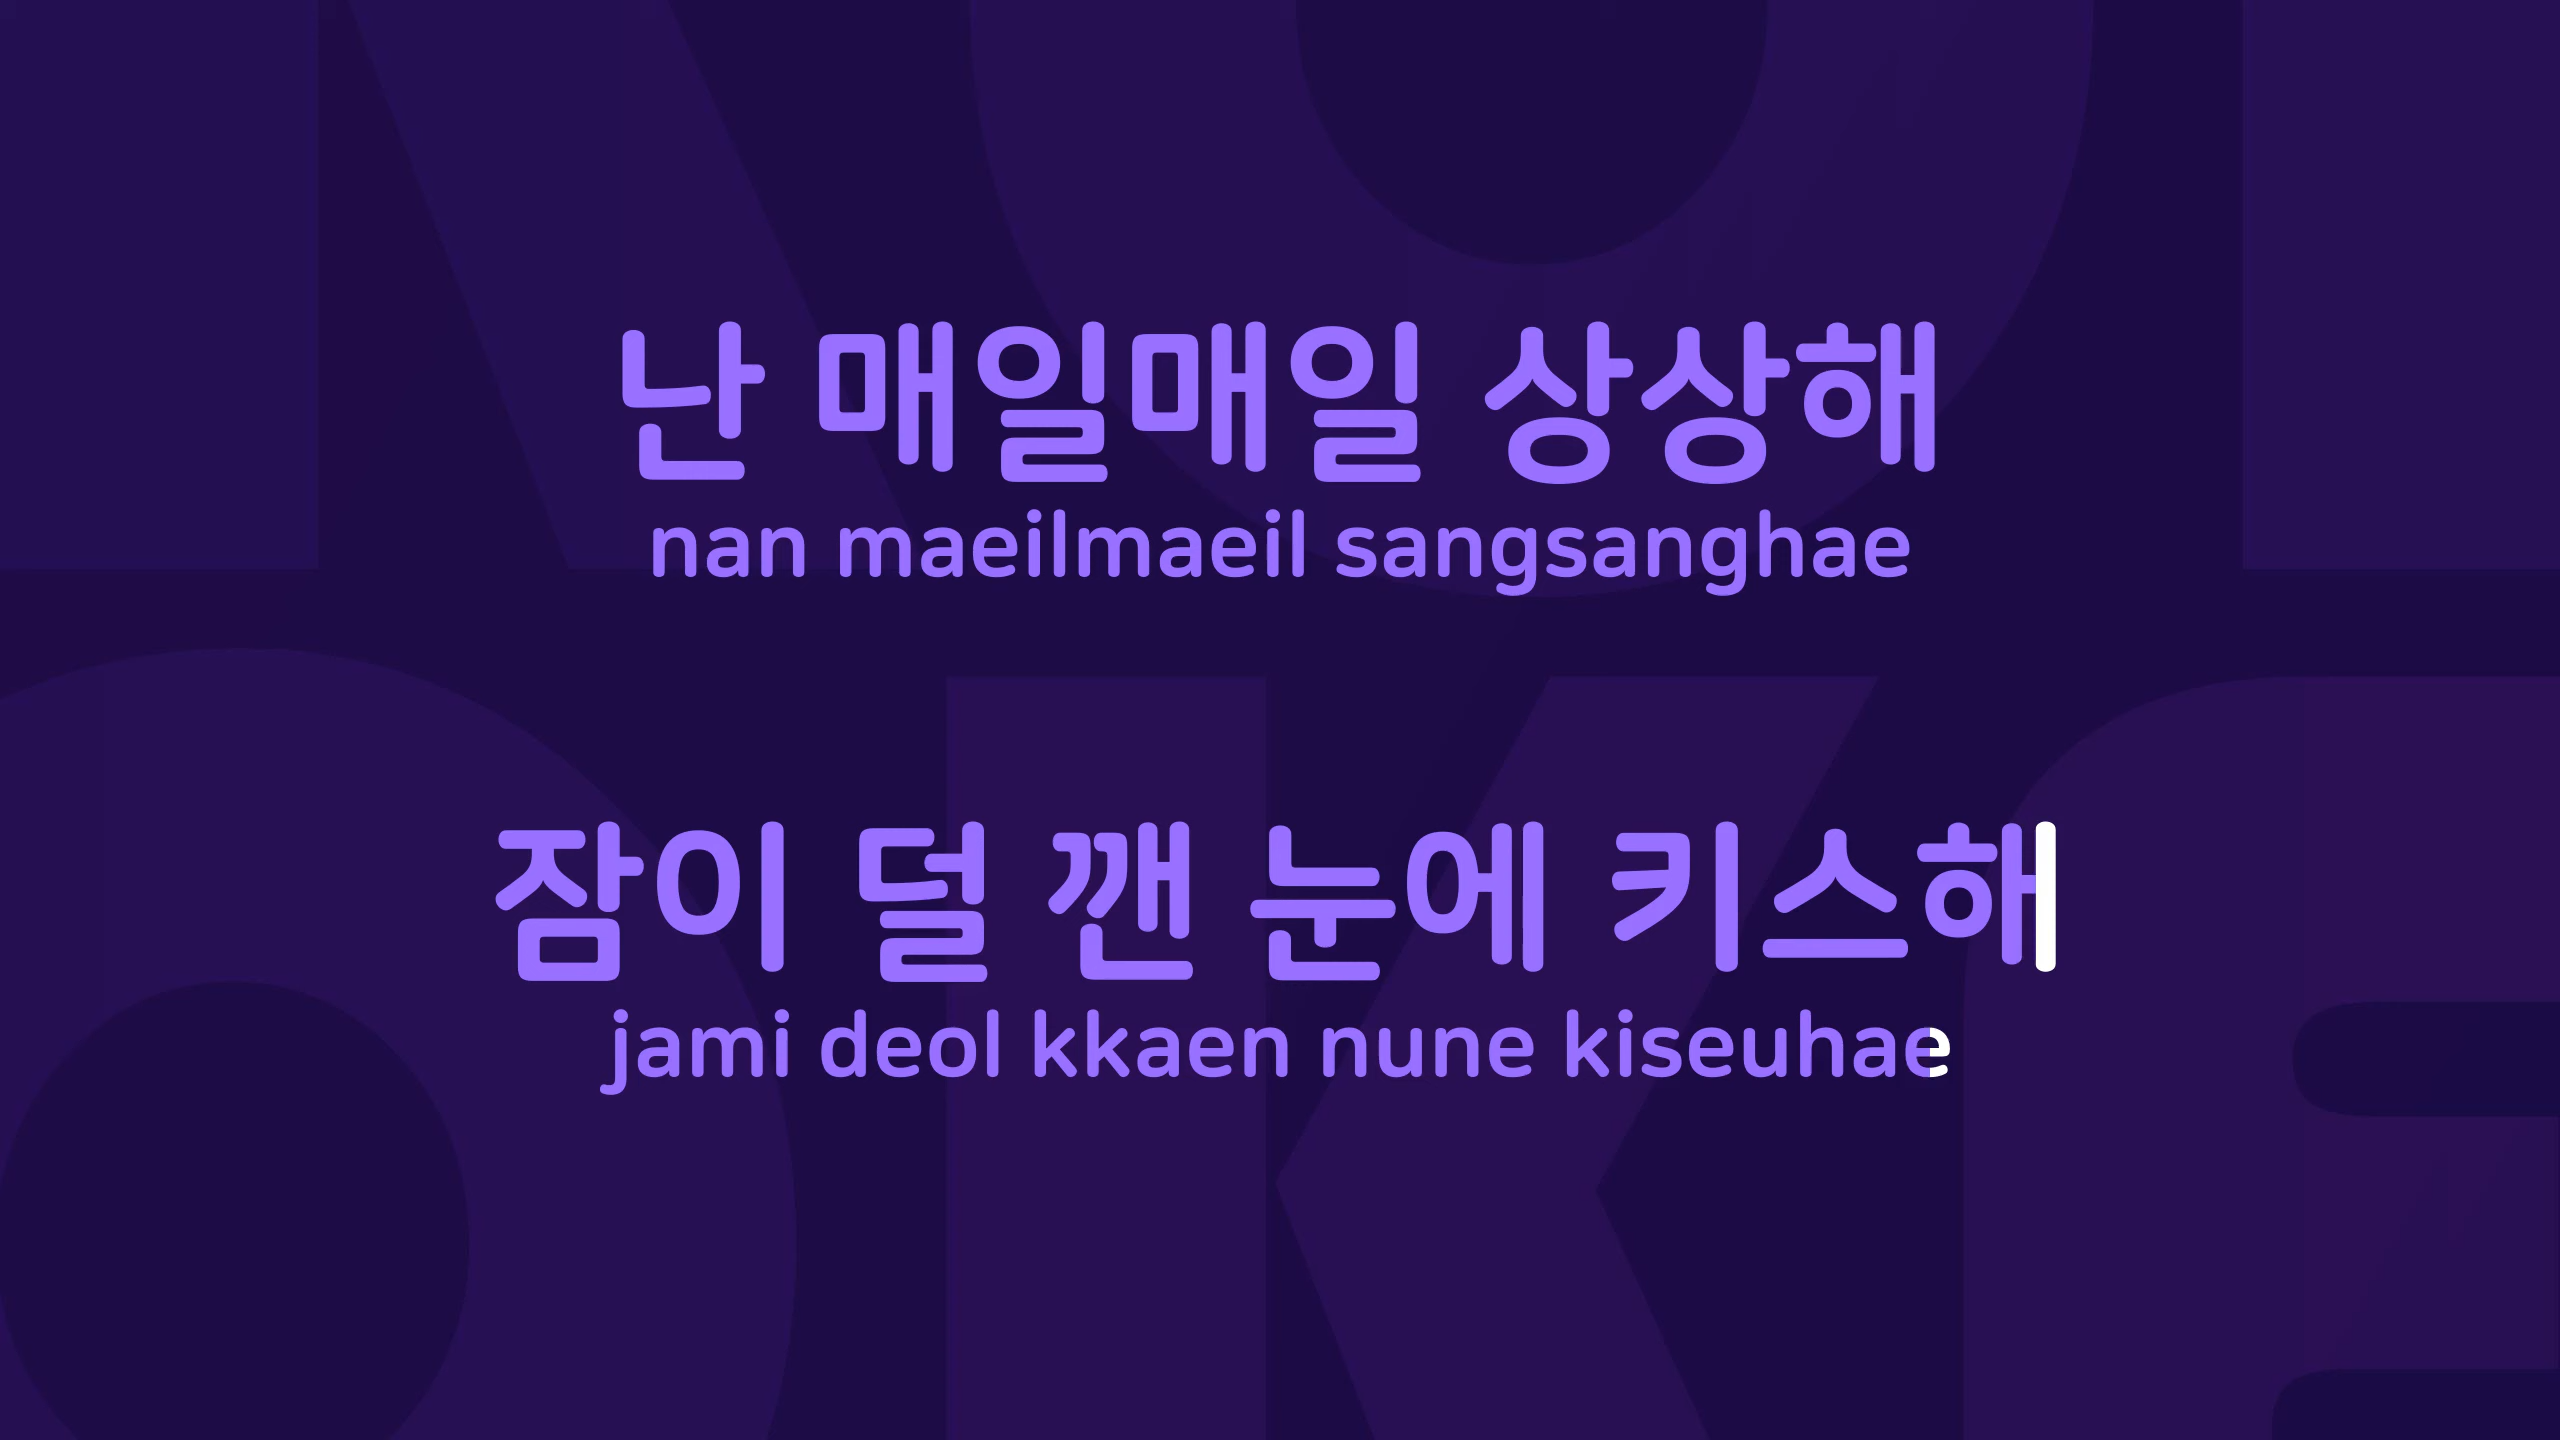 난 매일매일 상상해
nan maeilmaeil sangsanghae
잠이 덜 깬 눈에 키스해
jami deol kkaen nune kiseuhae